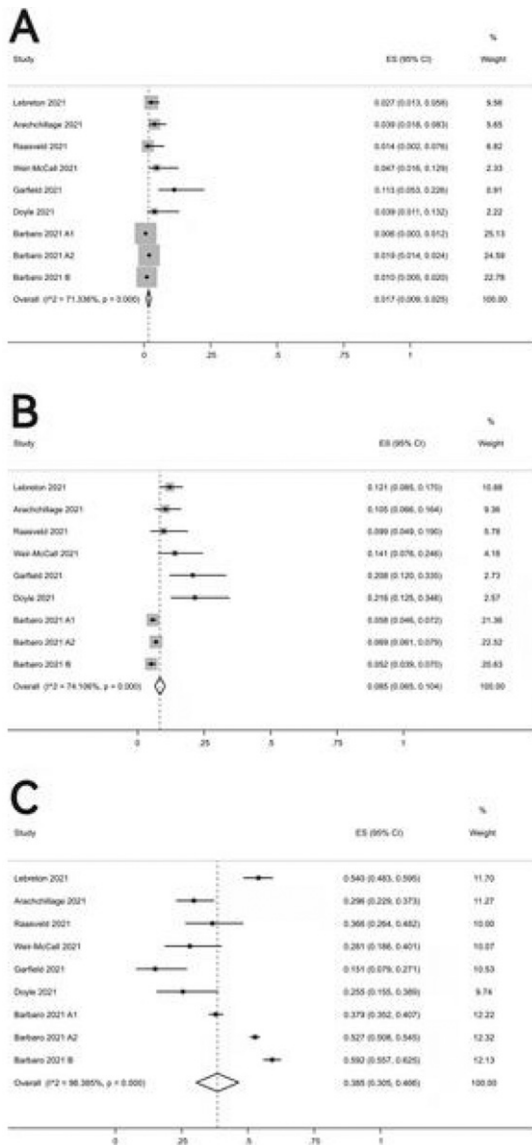 A
%
Study ES (95% CI) Weight
Lebreton 2021 0.027 (0.013, 0.056) 9.56
Arachchillage 2021 0.039 (0.018, 0.083) 5.65
Raasveld 2021 0.014 (0.002, 0.076) 6.82
Weir-McCall 2021 0.047 (0.016, 0.129) 2.33
Garfield 2021 0.113 (0.053, 0.226) 0.91
Doyle 2021 0.039 (0.011, 0.132) 2.22
Barbaro 2021 A1 0.006 (0.003, 0.012) 25.13
Barbaro 2021 A2 0.019 (0.014, 0.024) 24.59
Barbaro 2021 B 0.010 (0.005, 0.020) 22.78
Overall (I^2 = 71.336%, p = 0.000) 0.017 (0.009, 0.025) 100.00
0 .25 .5 .75 1
B
%
Study ES (95% CI) Weight
Lebreton 2021 0.121 (0.085, 0.170) 10.88
Arachchillage 2021 0.105 (0.066, 0.164) 9.36
Raasveld 2021 0.099 (0.049, 0.190) 5.78
Weir-McCall 2021 0.141 (0.076, 0.246) 4.18
Garfield 2021 0.208 (0.120, 0.335) 2.73
Doyle 2021 0.216 (0.125, 0.348) 2.57
Barbaro 2021 A1 0.058 (0.046, 0.072) 21.36
Barbaro 2021 A2 0.069 (0.061, 0.079) 22.52
Barbaro 2021 B 0.052 (0.039, 0.070) 20.63
Overall (I^2 = 74.106%, p = 0.000) 0.085 (0.065, 0.104) 100.00
0 .25 .5 .75 1
C
%
Study ES (95% CI) Weight
Lebreton 2021 0.540 (0.483, 0.595) 11.70
Arachchillage 2021 0.296 (0.229, 0.373) 11.27
Raasveld 2021 0.366 (0.264, 0.482) 10.00
Weir-McCall 2021 0.281 (0.186, 0.401) 10.07
Garfield 2021 0.151 (0.079, 0.271) 10.53
Doyle 2021 0.255 (0.155, 0.389) 9.74
Barbaro 2021 A1 0.379 (0.352, 0.407) 12.22
Barbaro 2021 A2 0.527 (0.508, 0.545) 12.32
Barbaro 2021 B 0.592 (0.557, 0.625) 12.13
Overall (I^2 = 98.385%, p = 0.000) 0.385 (0.305, 0.466) 100.00
0 .25 .5 .75 1